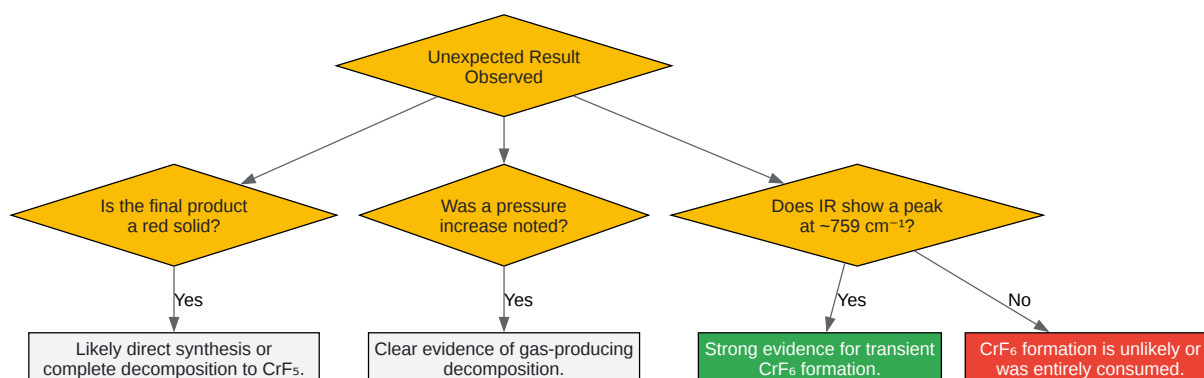 Unexpected Result
Observed
Is the final product
a red solid?
Was a pressure
increase noted?
Does IR show a peak
at ~759 cm⁻¹?
Yes
Yes
Yes
No
Likely direct synthesis or
complete decomposition to CrF₅.
Clear evidence of gas-producing
decomposition.
Strong evidence for transient
CrF₆ formation.
CrF₆ formation is unlikely or
was entirely consumed.